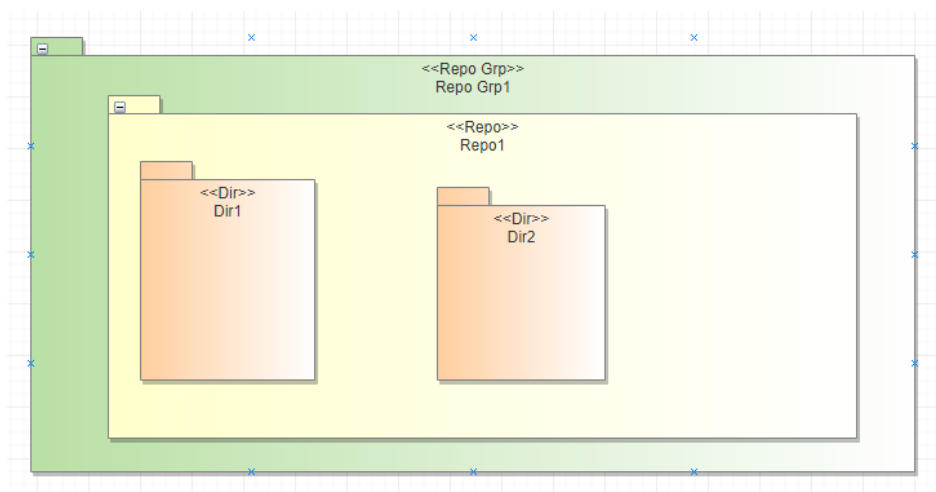 <<Repo Grp>>
Repo Grp1
<<Repo>>
Repo1
<<Dir>>
Dir1
<<Dir>>
Dir2